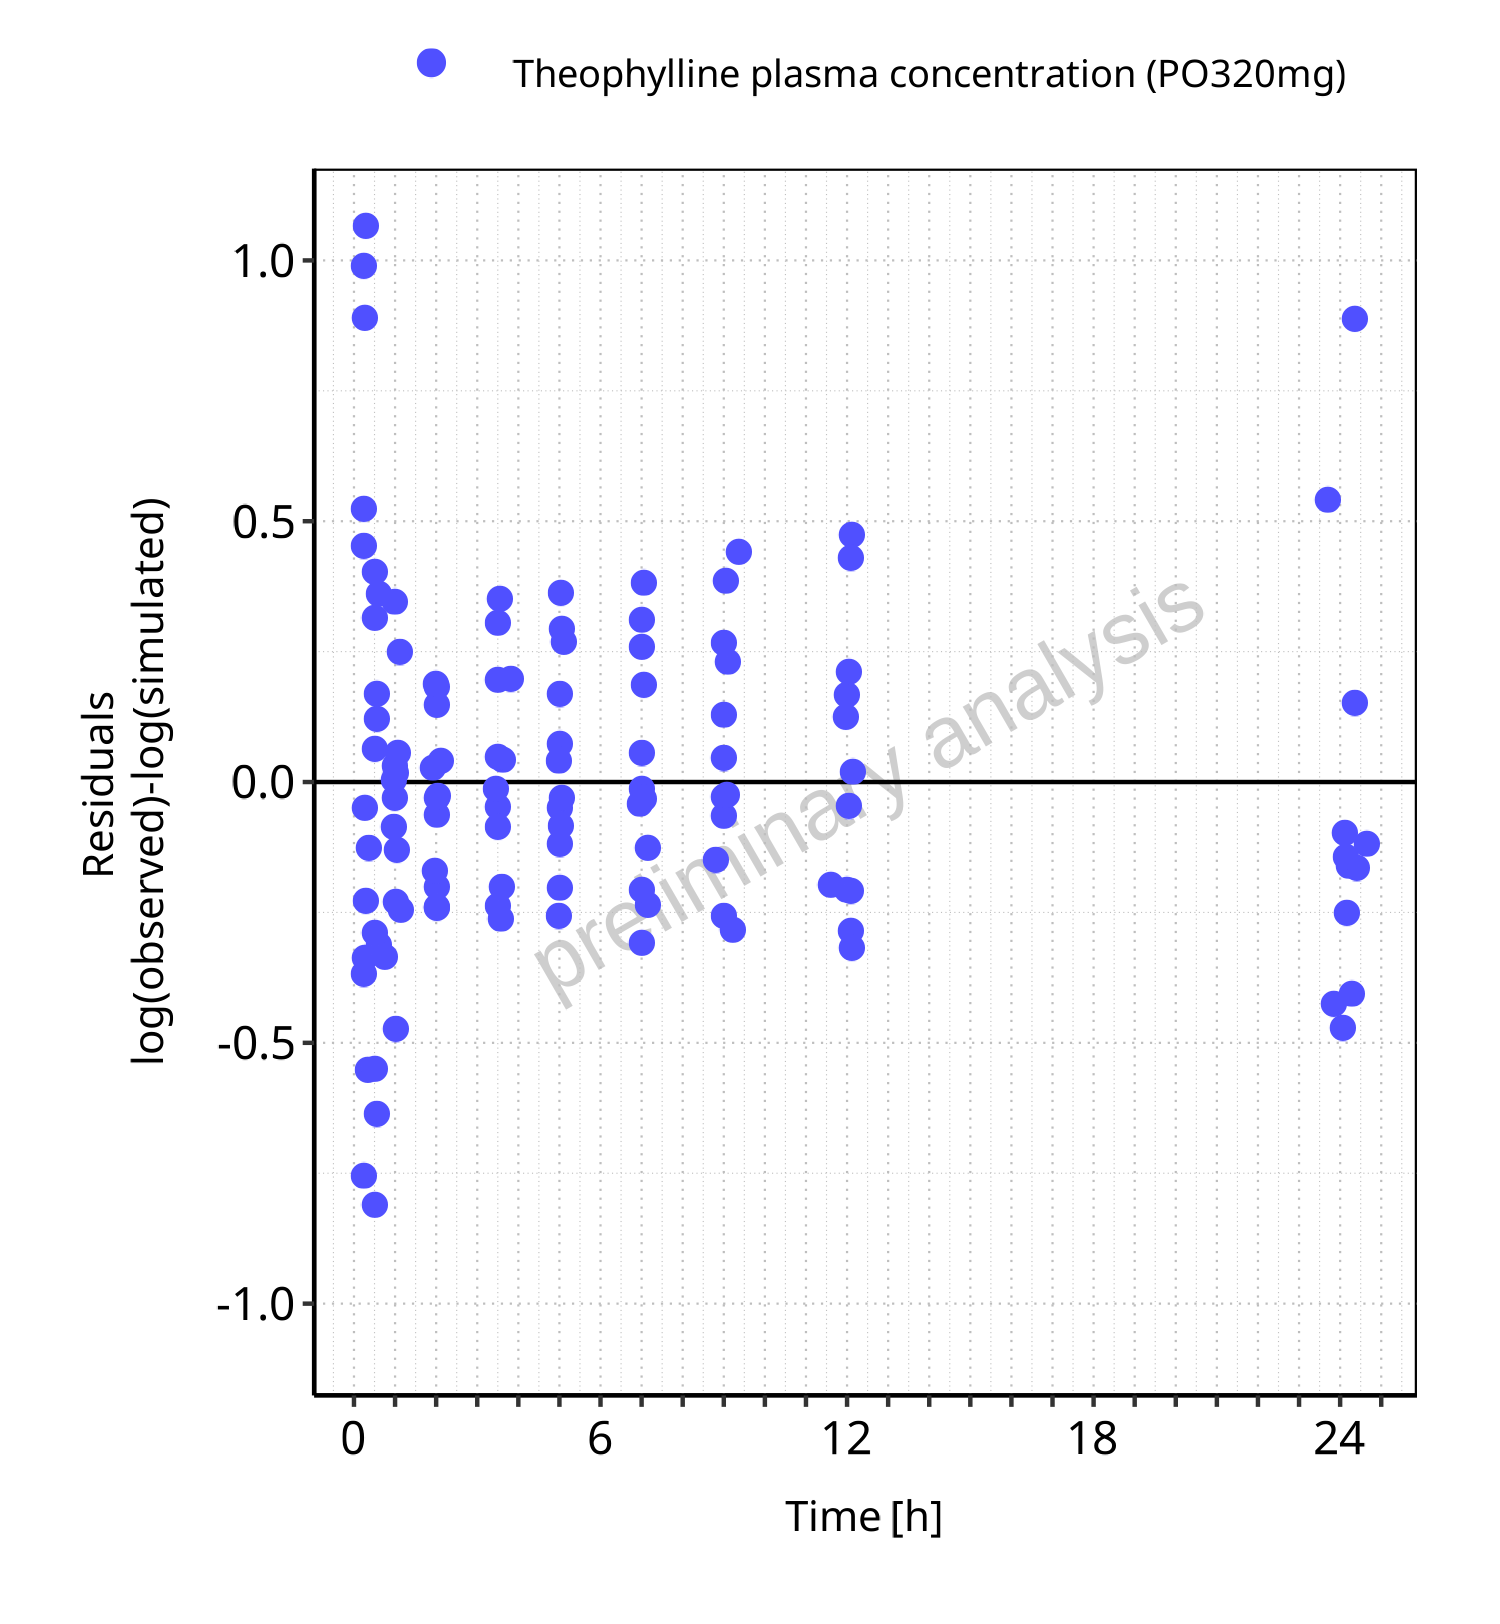 Theophylline plasma concentration (PO320mg)
Residuals
log(observed)-log(simulated)
1.0
0.5
0.0
-0.5
-1.0
preliminary analysis
0 6 12 18 24
Time [h]